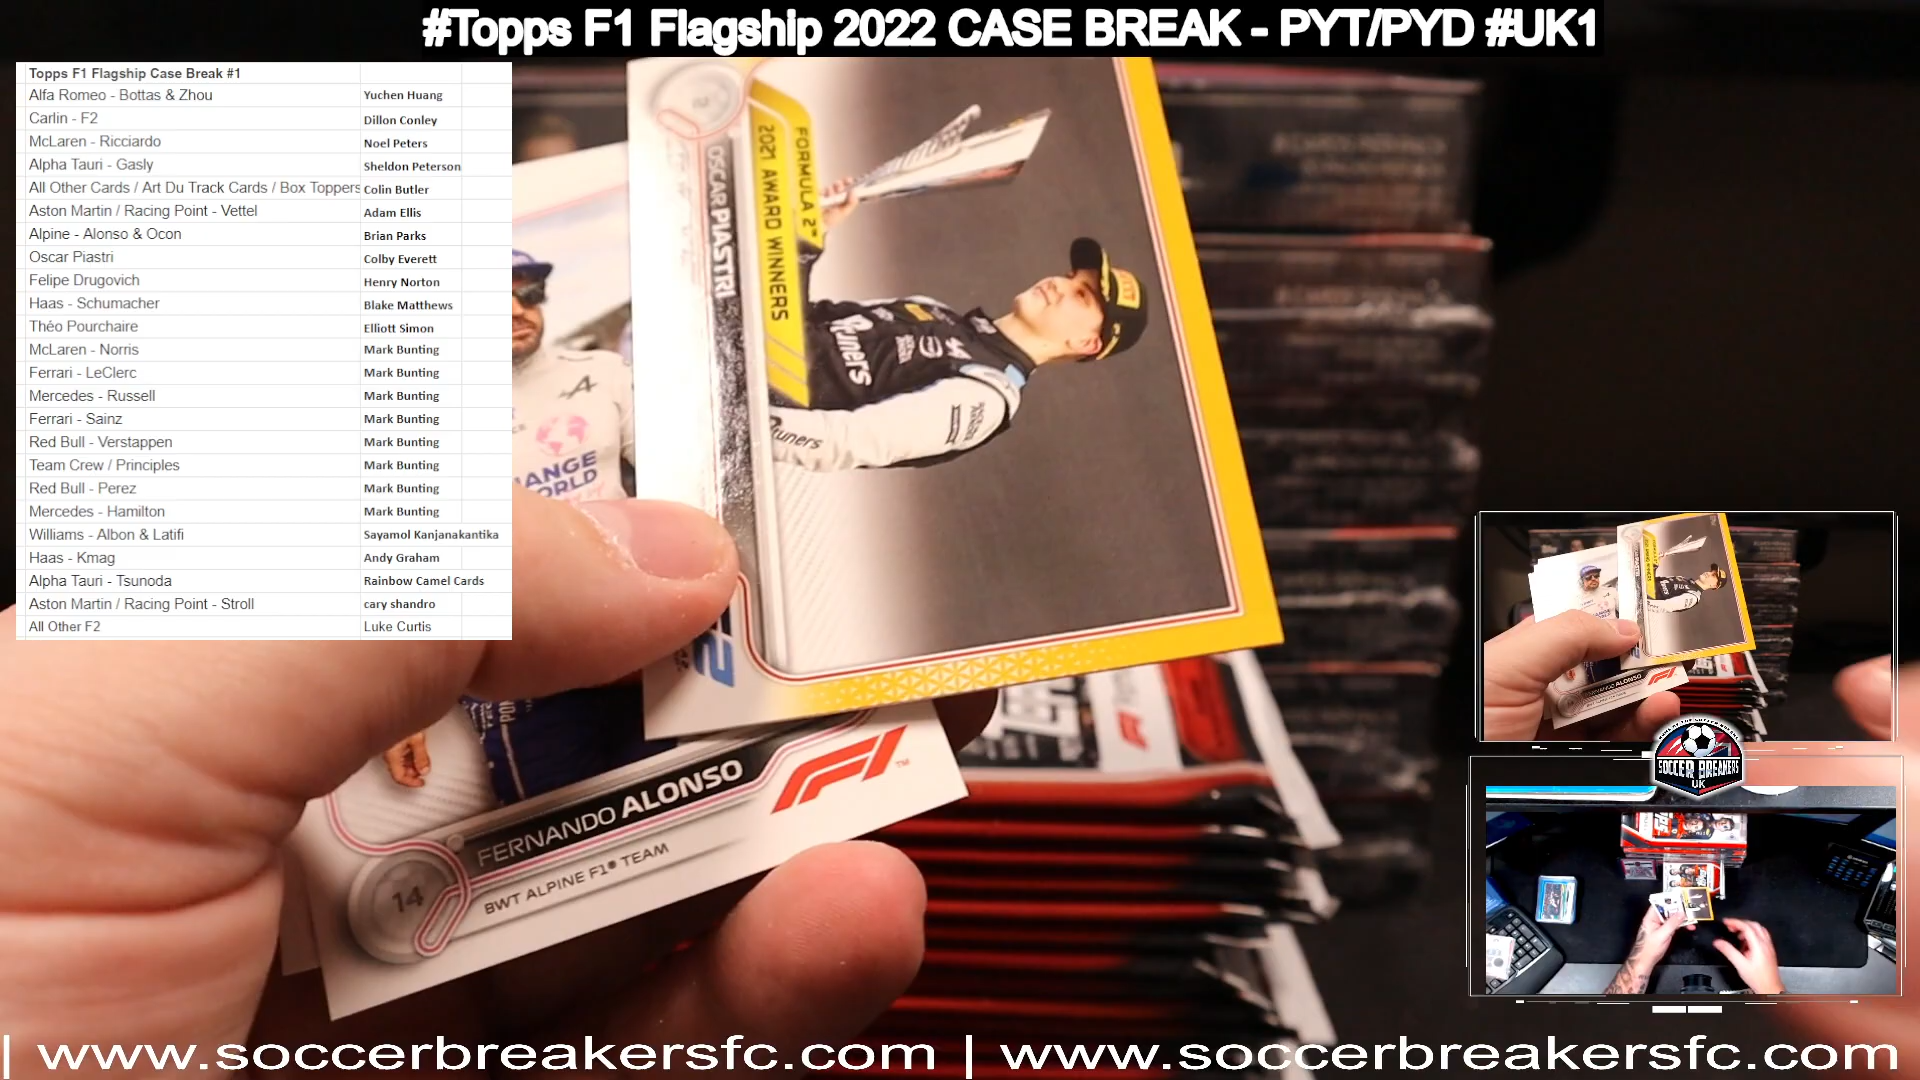 #Topps F1 Flagship 2022 CASE BREAK - PYT/PYD #UK1
Topps F1 Flagship Case Break #1
Alfa Romeo - Bottas & Zhou Yuchen Huang
Carlin - F2 Dillon Conley
McLaren - Ricciardo Noel Peters
Alpha Tauri - Gasly Sheldon Peterson
All Other Cards / Art Du Track Cards / Box Toppers Colin Butler
Aston Martin / Racing Point - Vettel Adam Ellis
Alpine - Alonso & Ocon Brian Parks
Oscar Piastri Colby Everett
Felipe Drugovich Henry Norton
Haas - Schumacher Blake Matthews
Théo Pourchaire Elliott Simon
McLaren - Norris Mark Bunting
Ferrari - LeClerc Mark Bunting
Mercedes - Russell Mark Bunting
Ferrari - Sainz Mark Bunting
Red Bull - Verstappen Mark Bunting
Team Crew / Principles Mark Bunting
Red Bull - Perez Mark Bunting
Mercedes - Hamilton Mark Bunting
Williams - Albon & Latifi Sayamol Kanjanakantika
Haas - Kmag Andy Graham
Alpha Tauri - Tsunoda Rainbow Camel Cards
Aston Martin / Racing Point - Stroll cary shandro
All Other F2 Luke Curtis
FORMULA 2™
2021 AWARD WINNERS
OSCAR PIASTRI
Pruners
Pruners
F2
14
FERNANDO ALONSO
BWT ALPINE F1® TEAM
F1™
SOCCER BREAKERS
UK
| www.soccerbreakersfc.com | www.soccerbreakersfc.com